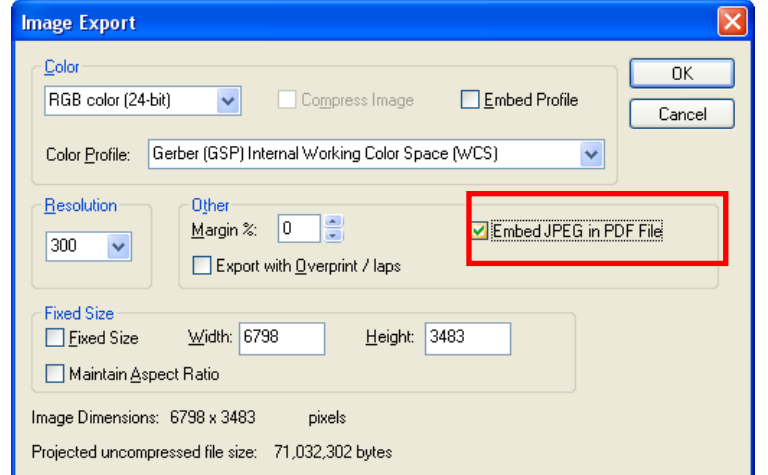 Image Export
Color
RGB color (24-bit)
Compress Image
Embed Profile
OK
Cancel
Color Profile: Gerber (GSP) Internal Working Color Space (WCS)
Resolution
300
Other
Margin %: 0
Embed JPEG in PDF File
Export with Overprint / laps
Fixed Size
Fixed Size Width: 6798 Height: 3483
Maintain Aspect Ratio
Image Dimensions: 6798 x 3483 pixels
Projected uncompressed file size: 71,032,302 bytes